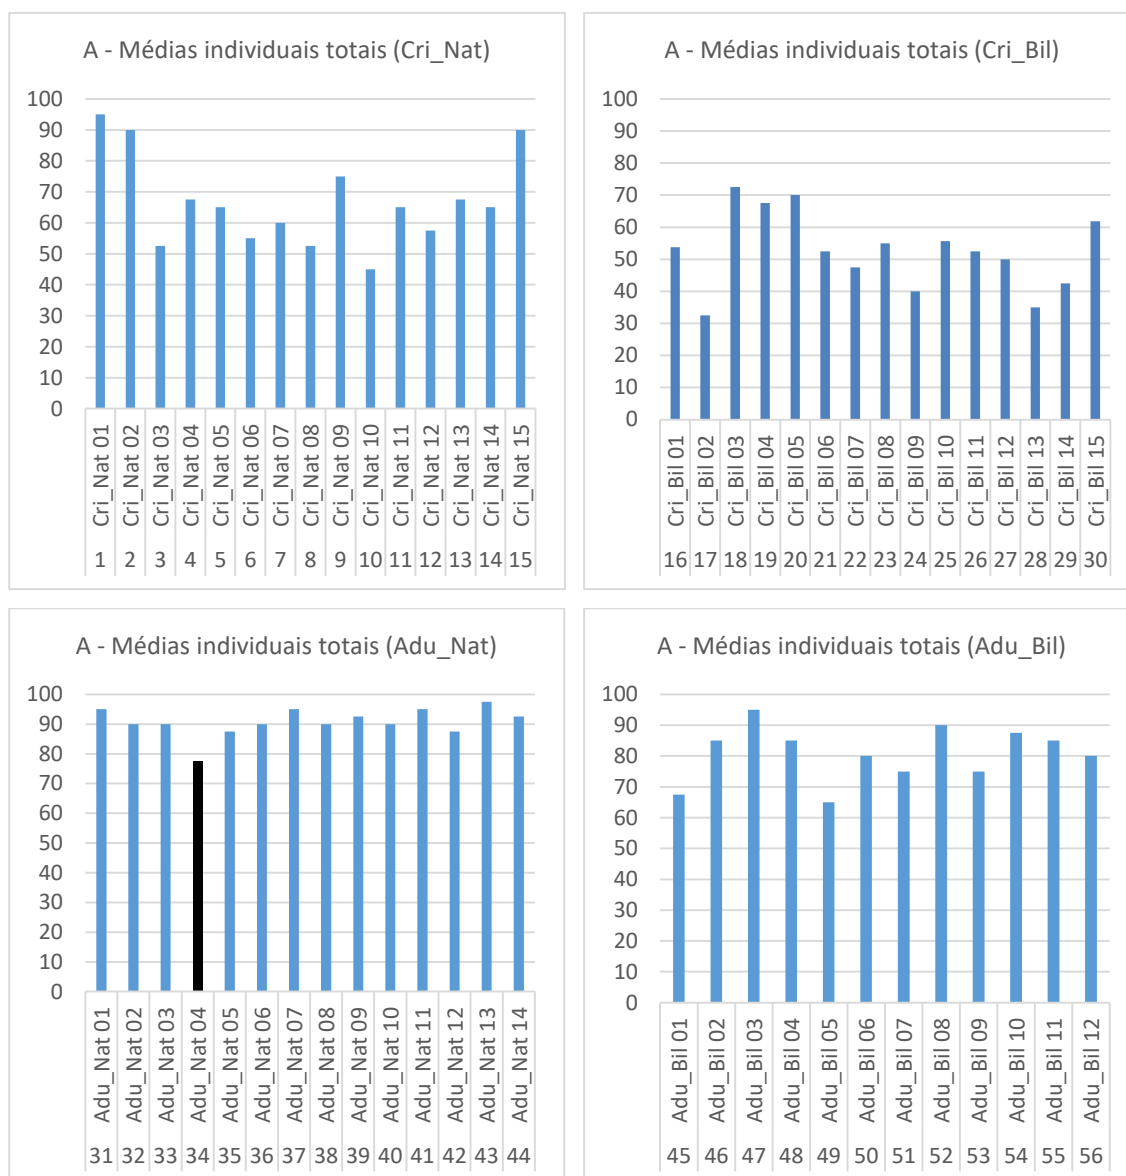 A - Médias individuais totais (Cri_Nat)
100
90
80
70
60
50
40
30
20
10
0
Cri_Nat 01
Cri_Nat 02
Cri_Nat 03
Cri_Nat 04
Cri_Nat 05
Cri_Nat 06
Cri_Nat 07
Cri_Nat 08
Cri_Nat 09
Cri_Nat 10
Cri_Nat 11
Cri_Nat 12
Cri_Nat 13
Cri_Nat 14
Cri_Nat 15
1 2 3 4 5 6 7 8 9 10 11 12 13 14 15
A - Médias individuais totais (Cri_Bil)
100
90
80
70
60
50
40
30
20
10
0
Cri_Bil 01
Cri_Bil 02
Cri_Bil 03
Cri_Bil 04
Cri_Bil 05
Cri_Bil 06
Cri_Bil 07
Cri_Bil 08
Cri_Bil 09
Cri_Bil 10
Cri_Bil 11
Cri_Bil 12
Cri_Bil 13
Cri_Bil 14
Cri_Bil 15
16 17 18 19 20 21 22 23 24 25 26 27 28 29 30
A - Médias individuais totais (Adu_Nat)
100
90
80
70
60
50
40
30
20
10
0
Adu_Nat 01
Adu_Nat 02
Adu_Nat 03
Adu_Nat 04
Adu_Nat 05
Adu_Nat 06
Adu_Nat 07
Adu_Nat 08
Adu_Nat 09
Adu_Nat 10
Adu_Nat 11
Adu_Nat 12
Adu_Nat 13
Adu_Nat 14
31 32 33 34 35 36 37 38 39 40 41 42 43 44
A - Médias individuais totais (Adu_Bil)
100
90
80
70
60
50
40
30
20
10
0
Adu_Bil 01
Adu_Bil 02
Adu_Bil 03
Adu_Bil 04
Adu_Bil 05
Adu_Bil 06
Adu_Bil 07
Adu_Bil 08
Adu_Bil 09
Adu_Bil 10
Adu_Bil 11
Adu_Bil 12
45 46 47 48 49 50 51 52 53 54 55 56